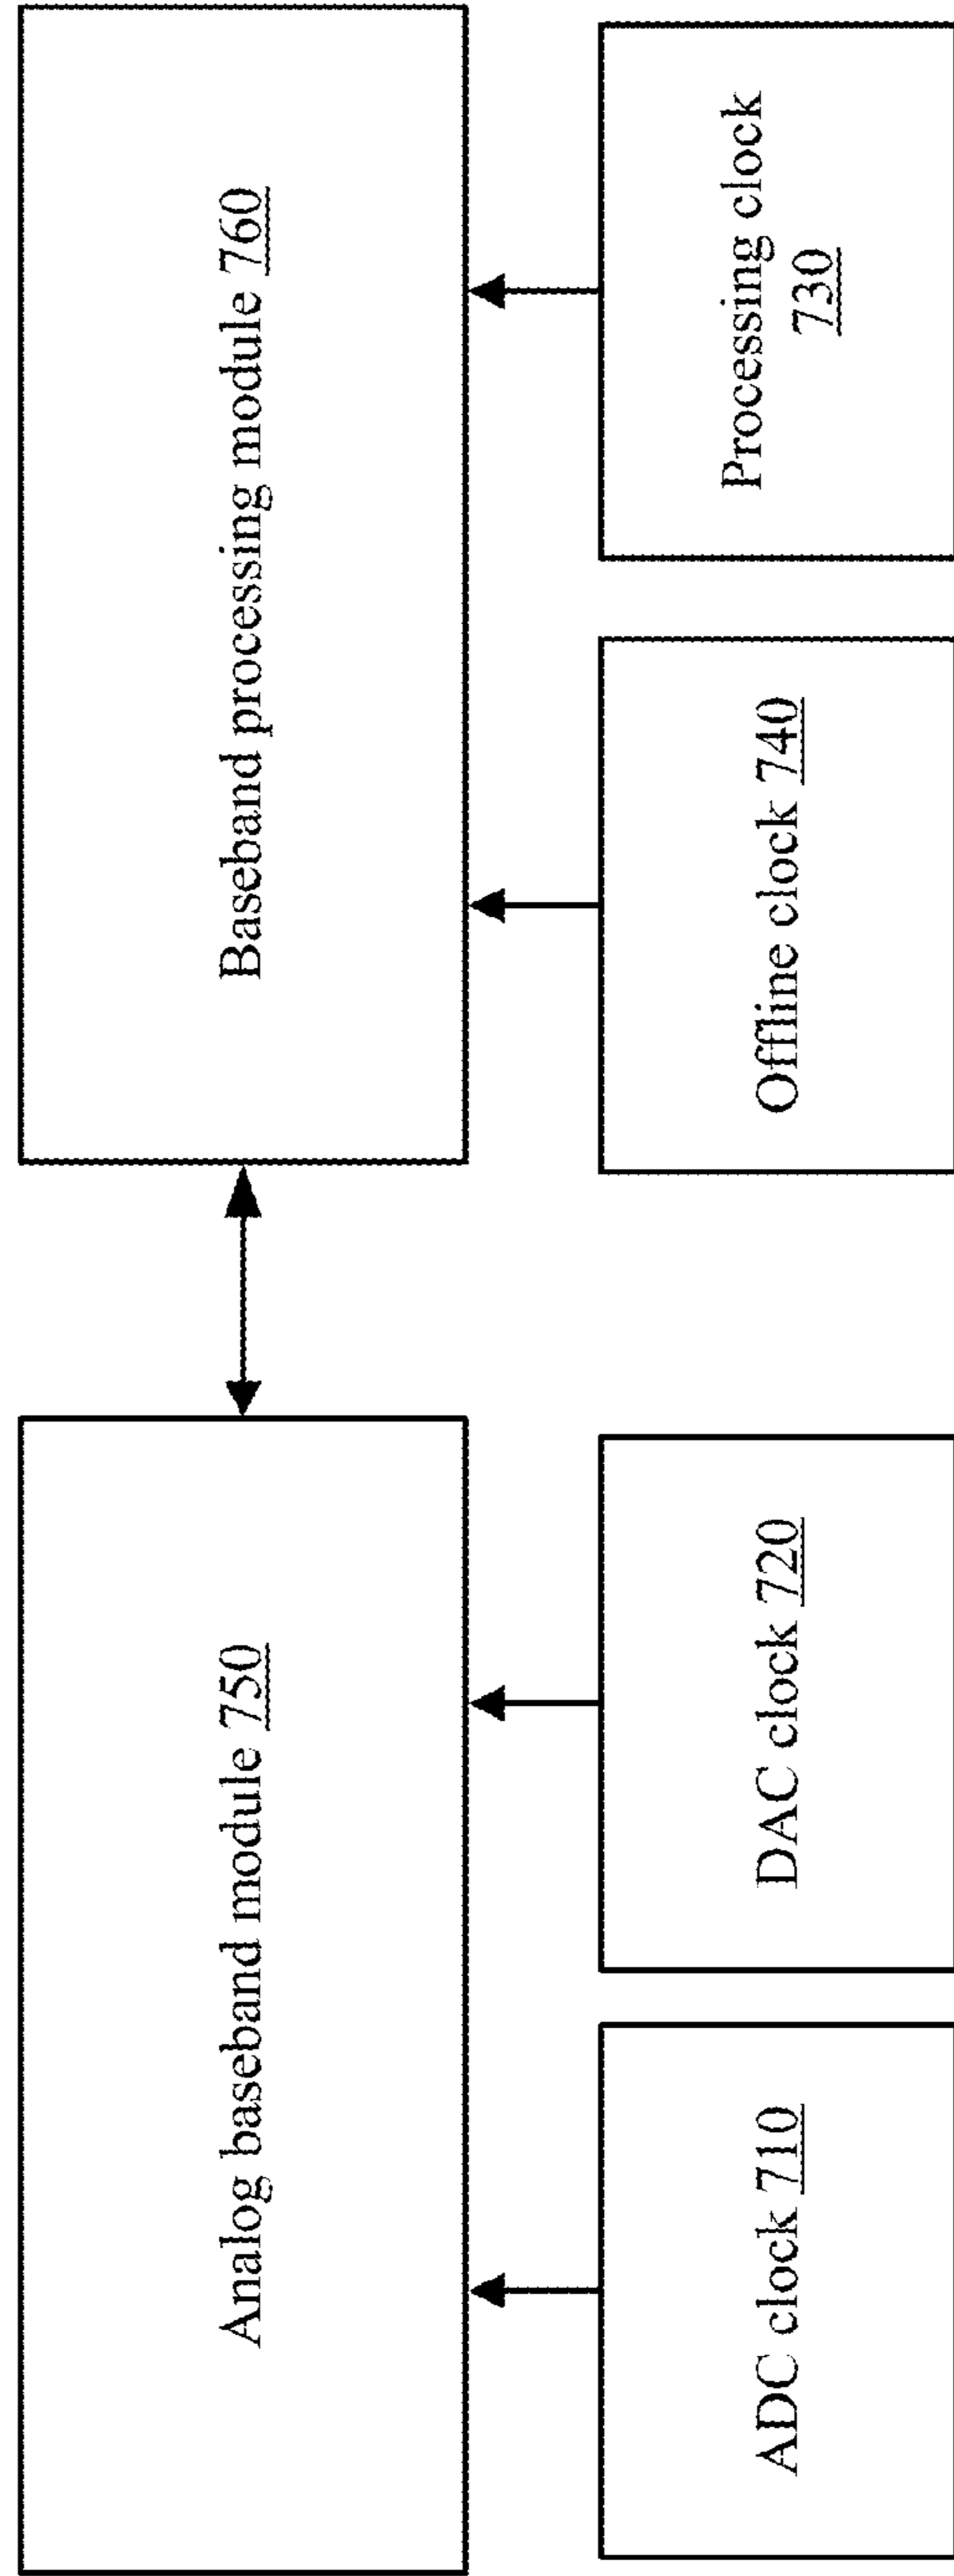 Analog baseband module 750
Baseband processing module 760
ADC clock 710
DAC clock 720
Offline clock 740
Processing clock
730